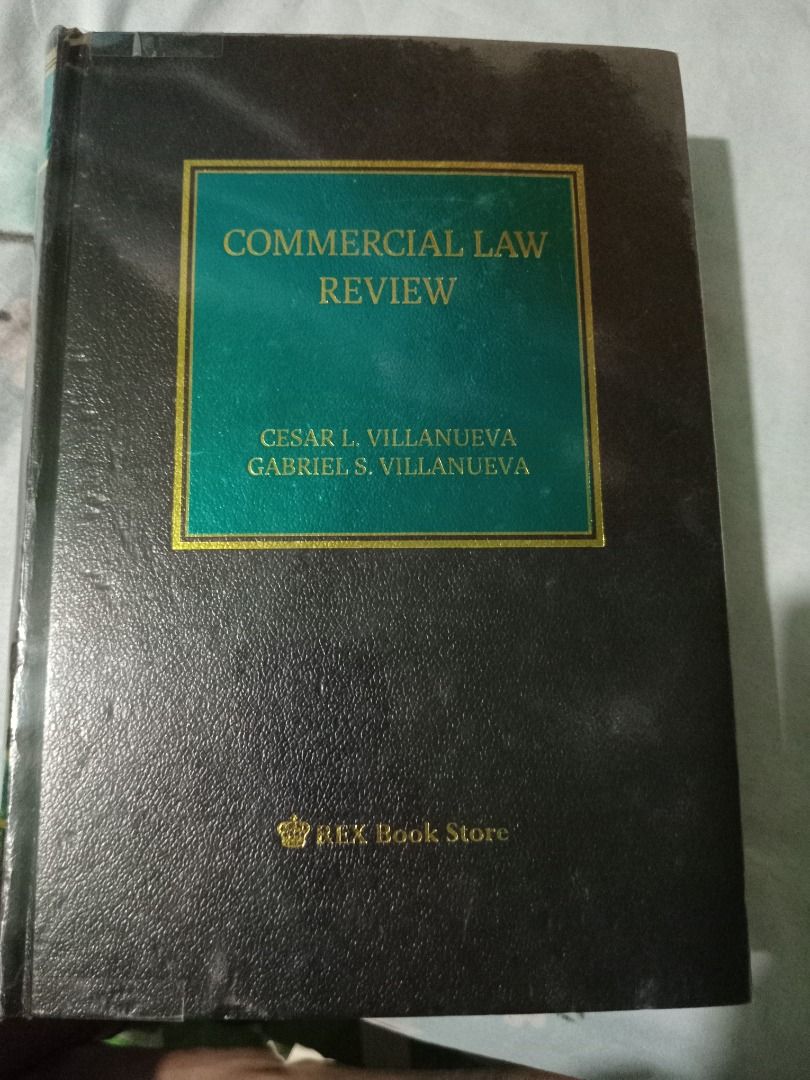 COMMERCIAL LAW
REVIEW
CESAR L. VILLANUEVA
GABRIEL S. VILLANUEVA
REX Book Store